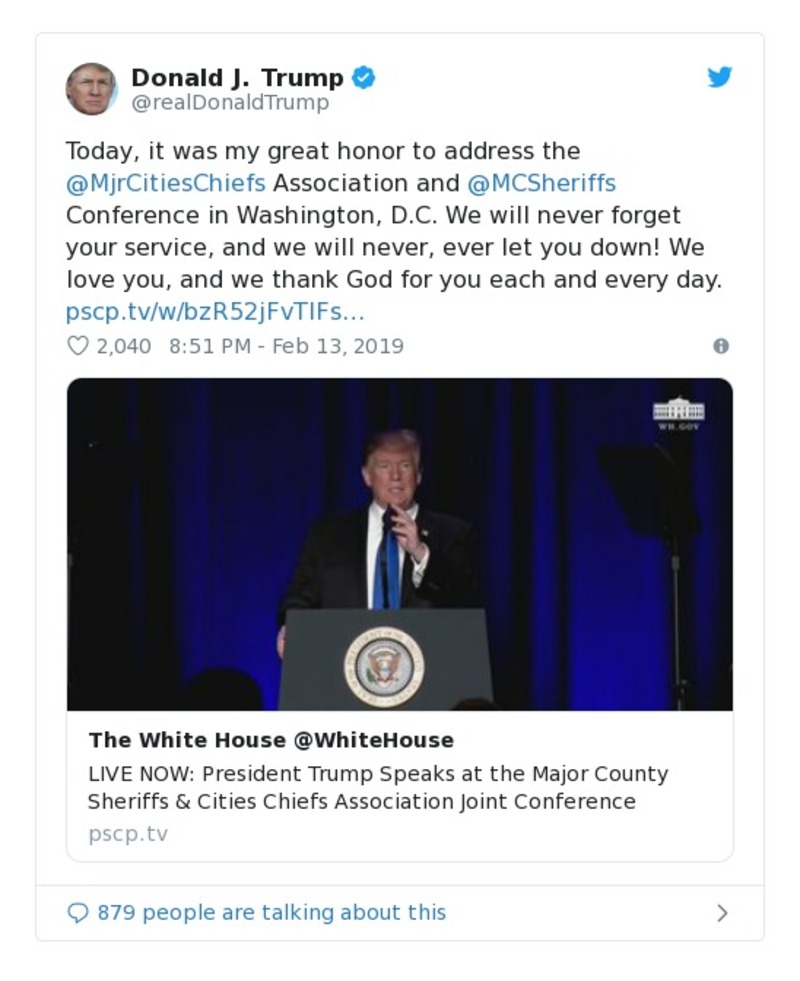 Donald J. Trump
@realDonaldTrump
Today, it was my great honor to address the
@MjrCitiesChiefs Association and @MCSheriffs
Conference in Washington, D.C. We will never forget
your service, and we will never, ever let you down! We
love you, and we thank God for you each and every day.
pscp.tv/w/bzR52jFvTlFs…
2,040 8:51 PM - Feb 13, 2019
WH.GOV
The White House @WhiteHouse
LIVE NOW: President Trump Speaks at the Major County
Sheriffs & Cities Chiefs Association Joint Conference
pscp.tv
879 people are talking about this